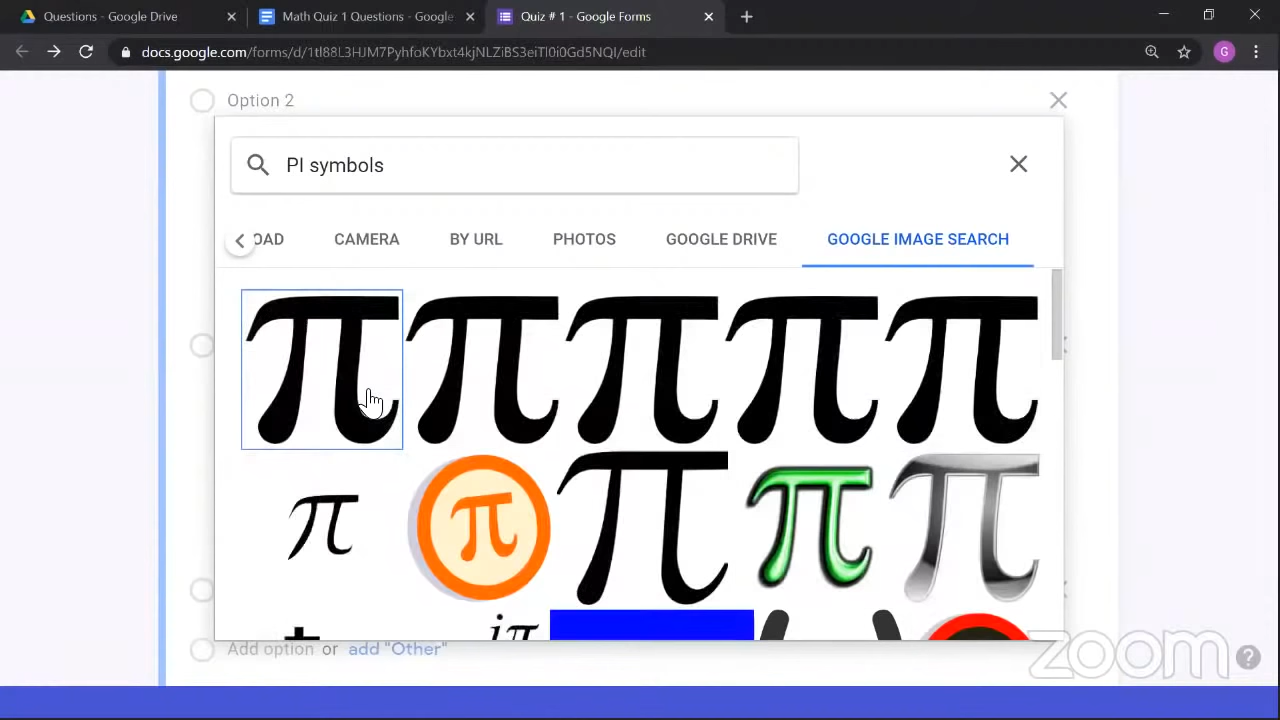 Questions - Google Drive
Math Quiz 1 Questions - Google
Quiz # 1 - Google Forms
docs.google.com/forms/d/1tl88L3HJM7PyhfoKYbxt4kjNLZiBS3eiTl0i0Gd5NQI/edit
G
Option 2
PI symbols
OAD
CAMERA
BY URL
PHOTOS
GOOGLE DRIVE
GOOGLE IMAGE SEARCH
π π π π π
π π π π π
iπ
Add option or add "Other"
zoom